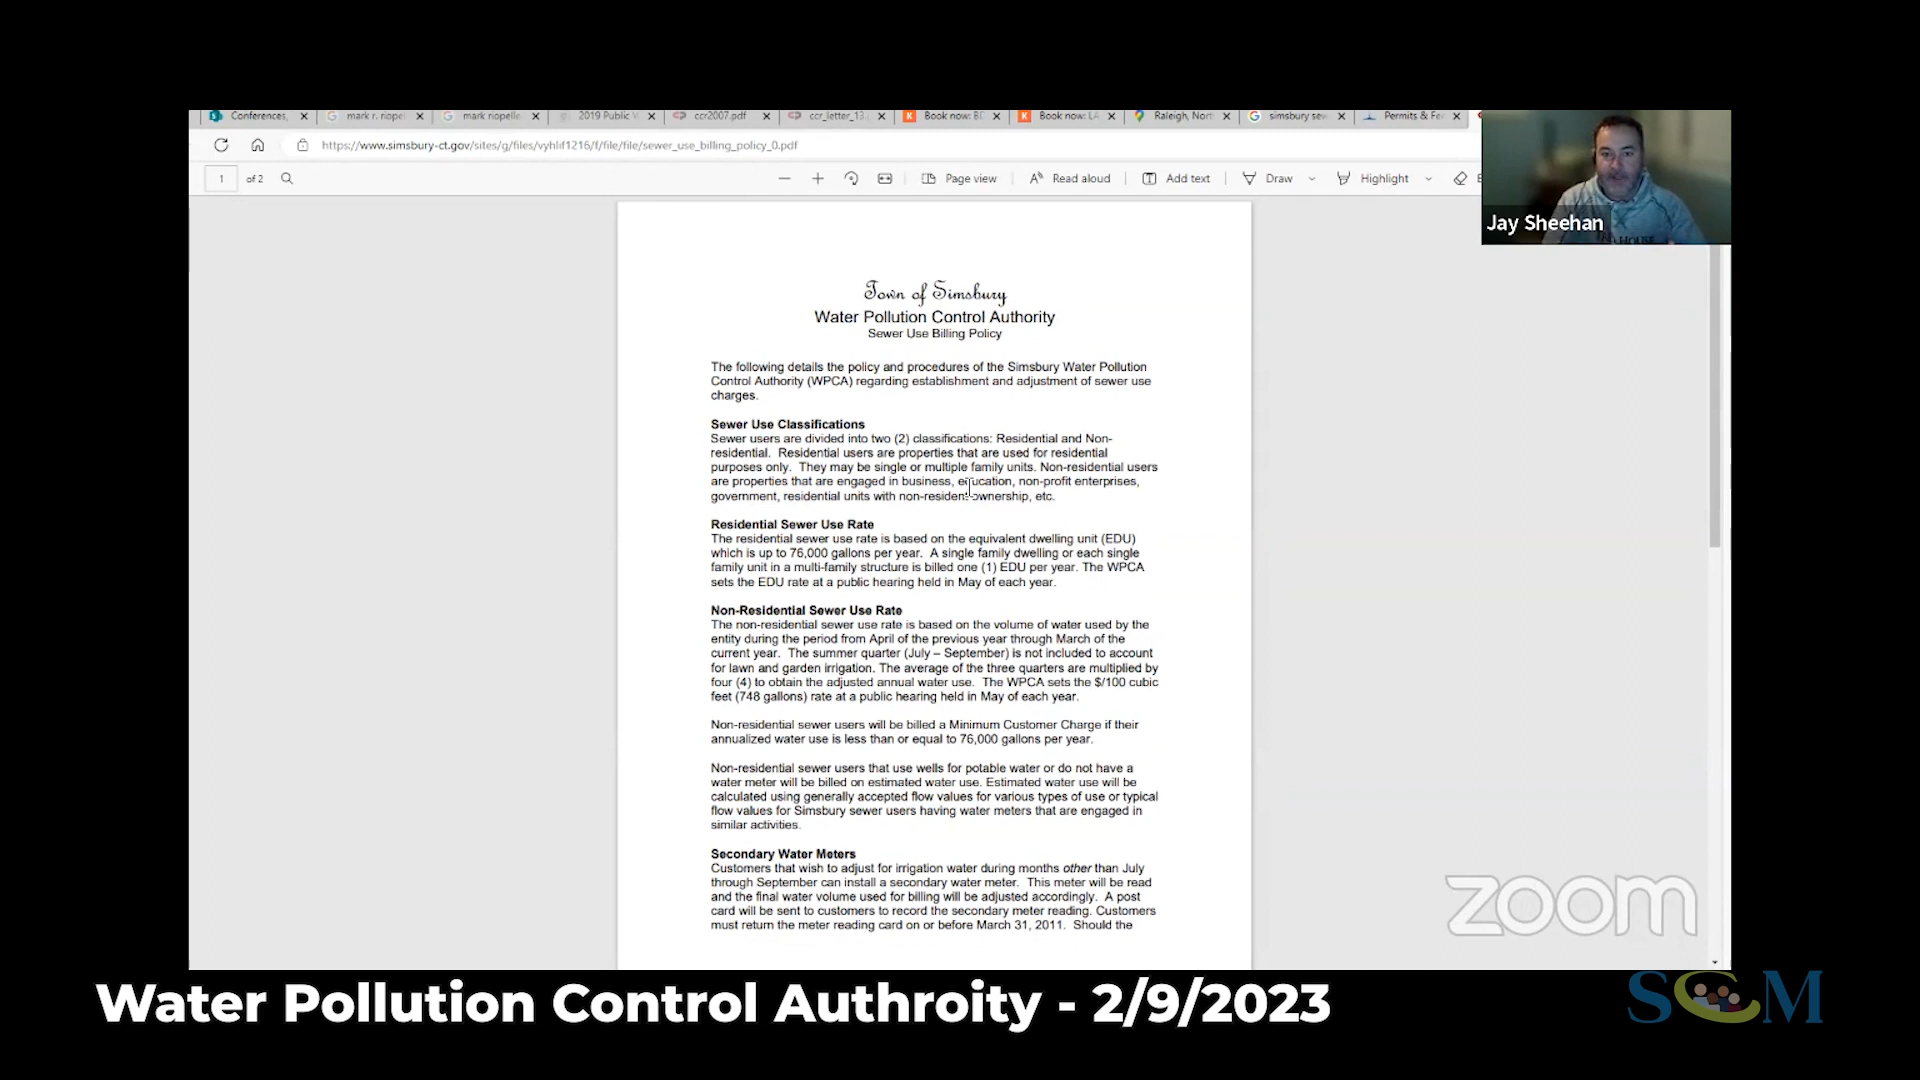 Conferences,
mark r. riopel
mark riopelle
2019 Public
ccr2007.pdf
ccr_letter_13
Book now: B
Book now: LA
Raleigh, Nort
simsbury sew
Permits & Fe
https://www.simsbury-ct.gov/sites/g/files/vyhlif1216/f/file/file/sewer_use_billing_policy_0.pdf
1 of 2
Page view
Read aloud
Add text
Draw
Highlight
Jay Sheehan
Town of Simsbury
Water Pollution Control Authority
Sewer Use Billing Policy
The following details the policy and procedures of the Simsbury Water Pollution
Control Authority (WPCA) regarding establishment and adjustment of sewer use
charges.
Sewer Use Classifications
Sewer users are divided into two (2) classifications: Residential and Non-
residential. Residential users are properties that are used for residential
purposes only. They may be single or multiple family units. Non-residential users
are properties that are engaged in business, education, non-profit enterprises,
government, residential units with non-resident ownership, etc.
Residential Sewer Use Rate
The residential sewer use rate is based on the equivalent dwelling unit (EDU)
which is up to 76,000 gallons per year. A single family dwelling or each single
family unit in a multi-family structure is billed one (1) EDU per year. The WPCA
sets the EDU rate at a public hearing held in May of each year.
Non-Residential Sewer Use Rate
The non-residential sewer use rate is based on the volume of water used by the
entity during the period from April of the previous year through March of the
current year. The summer quarter (July – September) is not included to account
for lawn and garden irrigation. The average of the three quarters are multiplied by
four (4) to obtain the adjusted annual water use. The WPCA sets the $/100 cubic
feet (748 gallons) rate at a public hearing held in May of each year.
Non-residential sewer users will be billed a Minimum Customer Charge if their
annualized water use is less than or equal to 76,000 gallons per year.
Non-residential sewer users that use wells for potable water or do not have a
water meter will be billed on estimated water use. Estimated water use will be
calculated using generally accepted flow values for various types of use or typical
flow values for Simsbury sewer users having water meters that are engaged in
similar activities.
Secondary Water Meters
Customers that wish to adjust for irrigation water during months other than July
through September can install a secondary water meter. This meter will be read
and the final water volume used for billing will be adjusted accordingly. A post
card will be sent to customers to record the secondary meter reading. Customers
must return the meter reading card on or before March 31, 2011. Should the
zoom
Water Pollution Control Authroity - 2/9/2023
SCM